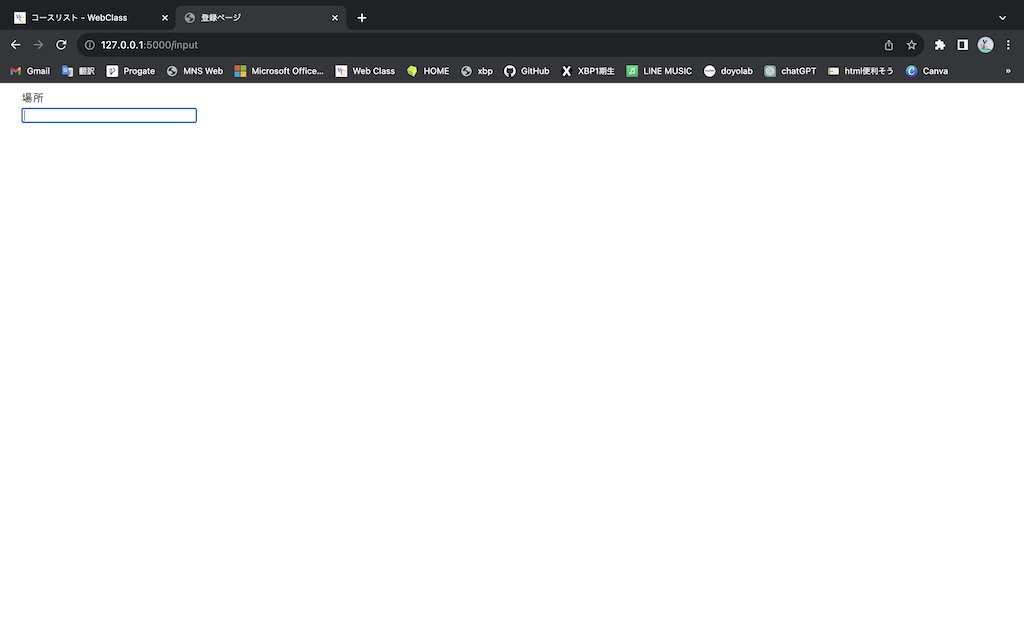 コースリスト - WebClass
登録ページ
127.0.0.1:5000/input
Gmail 翻訳 Progate MNS Web Microsoft Office... Web Class HOME xbp GitHub XBP1期生 LINE MUSIC doyolab chatGPT html便利そう Canva »
場所